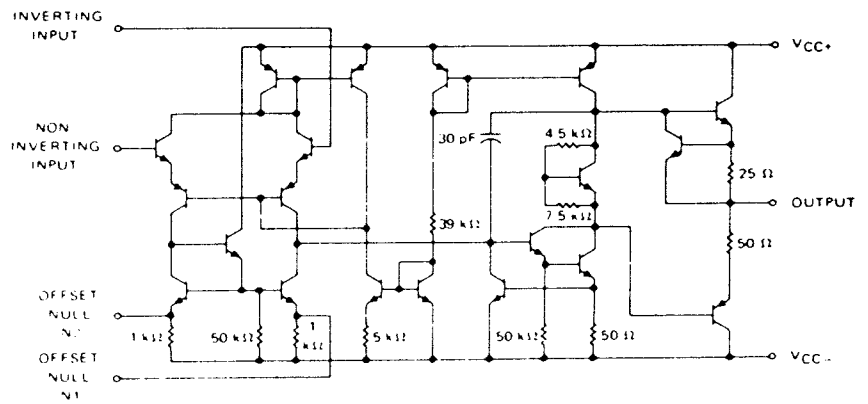 INVERTING
INPUT
VCC+
NON
INVERTING
INPUT
30 pF
4.5 kΩ
25 Ω
OUTPUT
7.5 kΩ
39 kΩ
50 Ω
OFFSET
NULL
1 kΩ
50 kΩ
1
kΩ
5 kΩ
50 kΩ
50 Ω
VCC-
OFFSET
NULL
N1